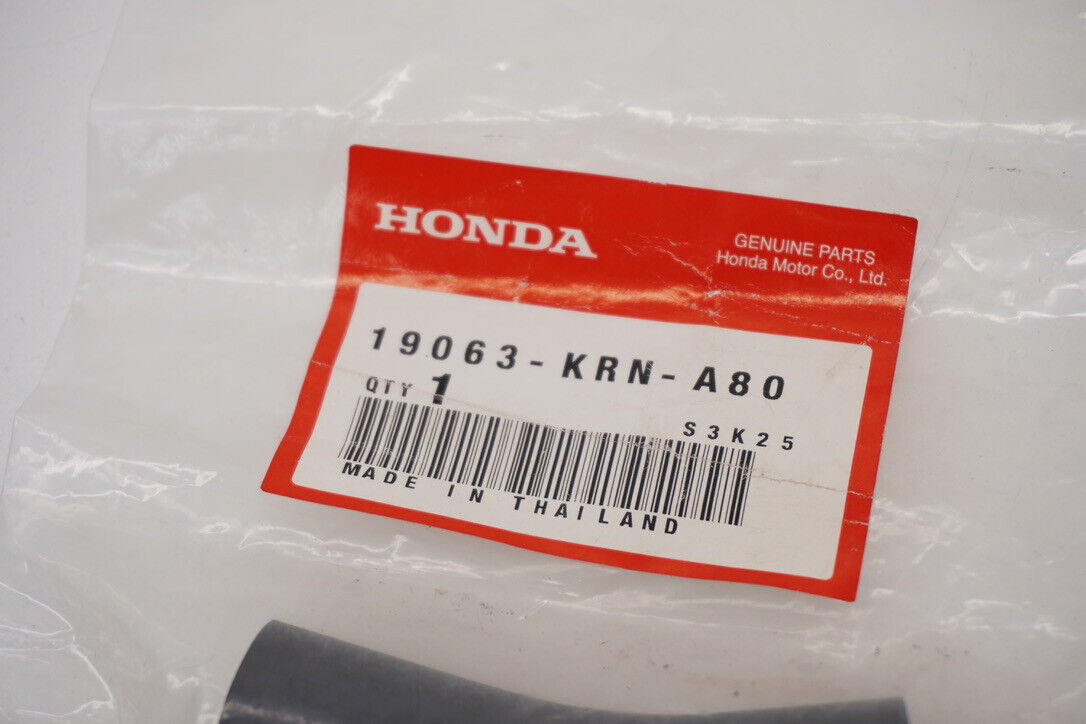 HONDA
GENUINE PARTS
Honda Motor Co., Ltd.
19063-KRN-A80
QTY 1
S3K25
MADE IN THAILAND